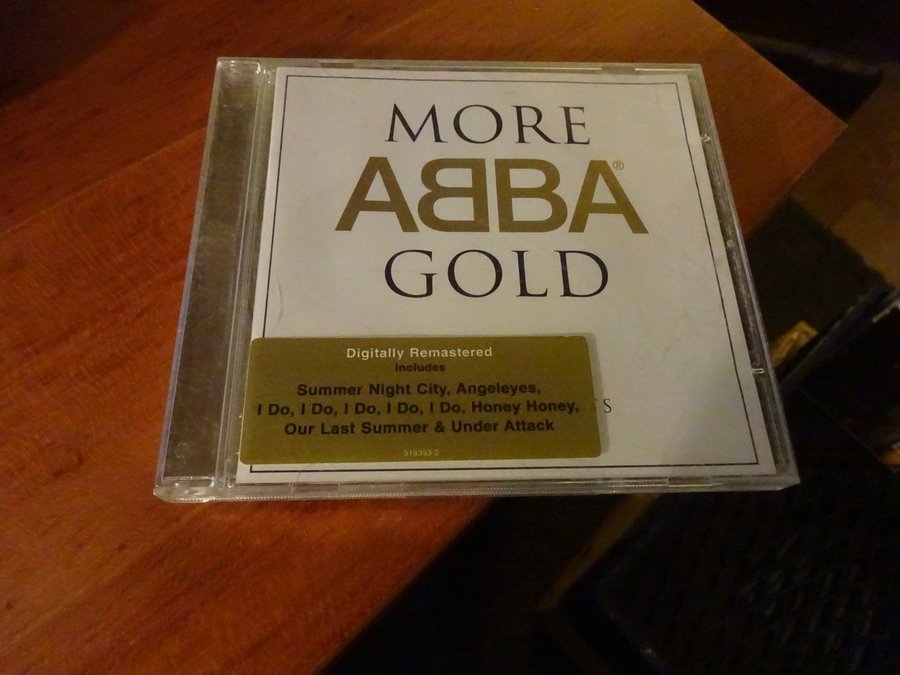 MORE
ABBA®
GOLD
Digitally Remastered
includes
Summer Night City, Angeleyes,
I Do, I Do, I Do, I Do, I Do, Honey Honey,
Our Last Summer & Under Attack
519353-2